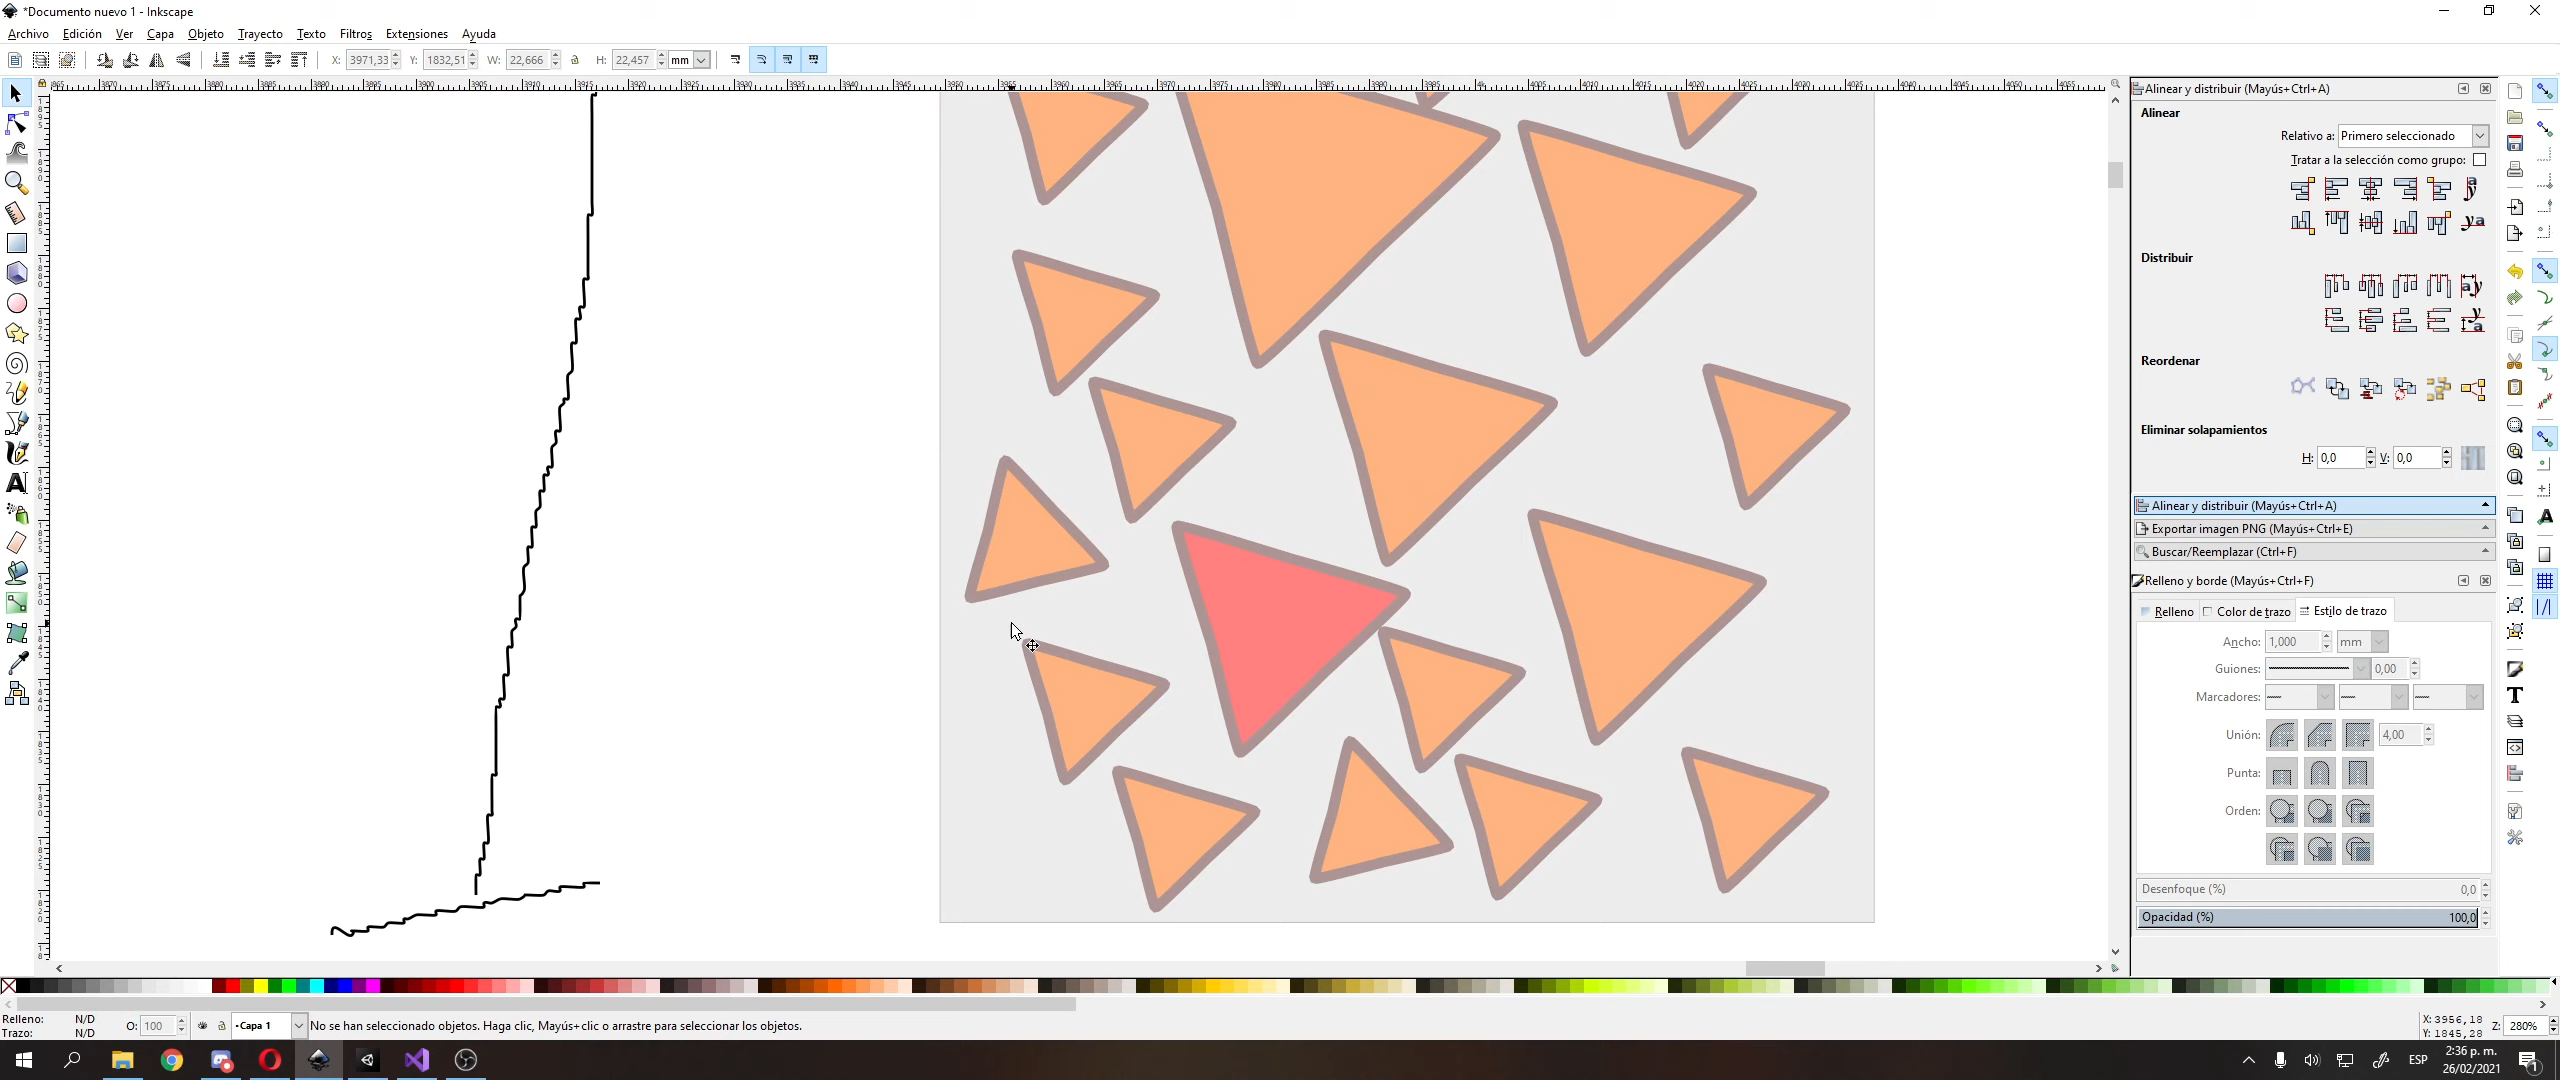 *Documento nuevo 1 - Inkscape
Archivo Edición Ver Capa Objeto Trayecto Texto Filtros Extensiones Ayuda
X: 3971,33 Y: 1832,51 W: 22,666 H: 22,457 mm
Alinear y distribuir (Mayús+Ctrl+A)
Alinear
Relativo a: Primero seleccionado
Tratar a la selección como grupo:
Distribuir
Reordenar
Eliminar solapamientos
H: 0,0 V: 0,0
Alinear y distribuir (Mayús+Ctrl+A)
Exportar imagen PNG (Mayús+Ctrl+E)
Buscar/Reemplazar (Ctrl+F)
Relleno y borde (Mayús+Ctrl+F)
Relleno Color de trazo Estilo de trazo
Ancho: 1,000 mm
Guiones: 0,00
Marcadores:
Unión: 4,00
Punta:
Orden:
Desenfoque (%) 0,0
Opacidad (%) 100,0
Relleno: N/D
Trazo: N/D
O: 100
Capa 1
No se han seleccionado objetos. Haga clic, Mayús+clic o arrastre para seleccionar los objetos.
X: 3956,18
Y: 1845,28
Z: 280%
ESP
2:36 p. m.
26/02/2021